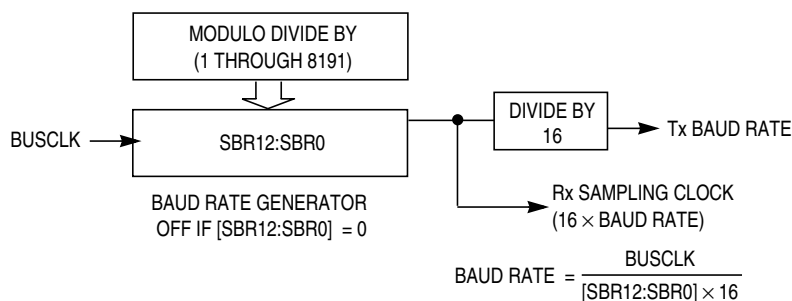 MODULO DIVIDE BY
(1 THROUGH 8191)
BUSCLK
SBR12:SBR0
DIVIDE BY
16
Tx BAUD RATE
BAUD RATE GENERATOR
OFF IF [SBR12:SBR0] = 0
Rx SAMPLING CLOCK
(16 × BAUD RATE)
BAUD RATE =
BUSCLK
[SBR12:SBR0] × 16